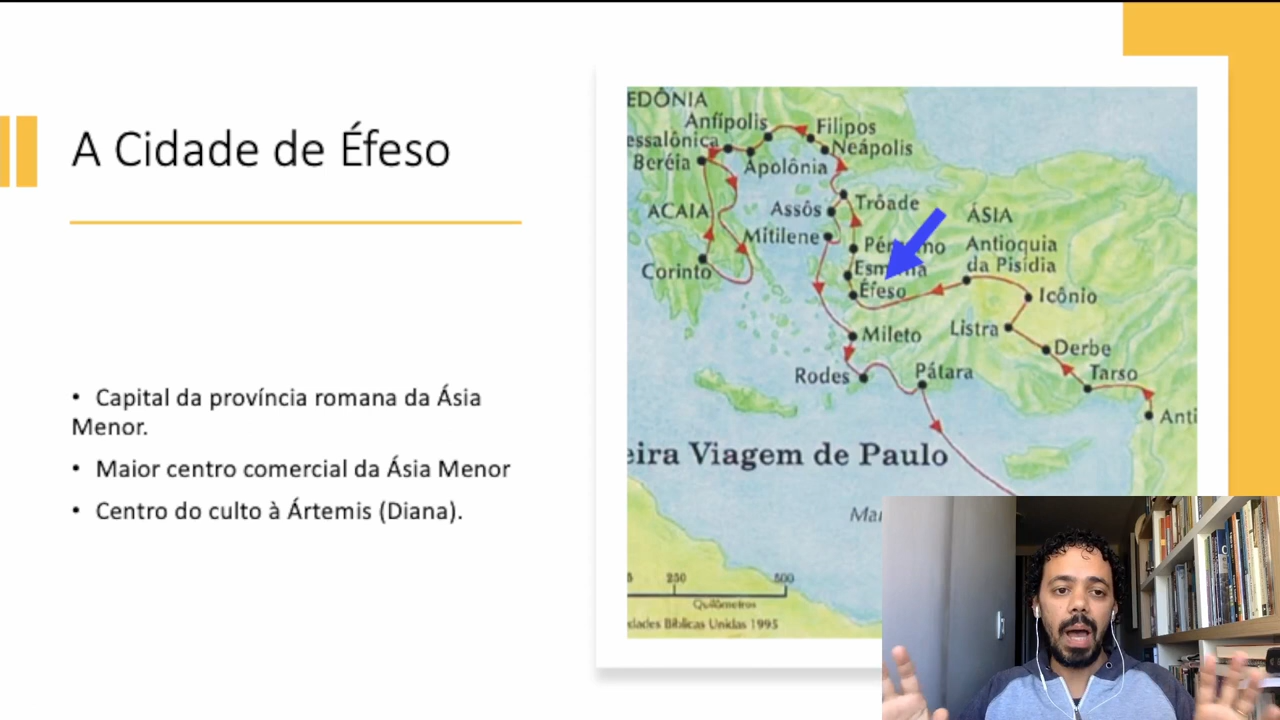 A Cidade de Éfeso
• Capital da província romana da Ásia
Menor.
• Maior centro comercial da Ásia Menor
• Centro do culto à Ártemis (Diana).
EDÔNIA
Anfípolis
Filipos
essalônica
Neápolis
Beréia
Apolônia
Trôade
ACAIA
Assôs
ÁSIA
Mitilene
Antioquia
da Pisídia
Corinto
Éfeso
Icônio
Listra
Mileto
Derbe
Rodes
Pátara
Tarso
Anti
eira Viagem de Paulo
Mar
250
500
Quilômetros
dades Bíblicas Unidas 1995